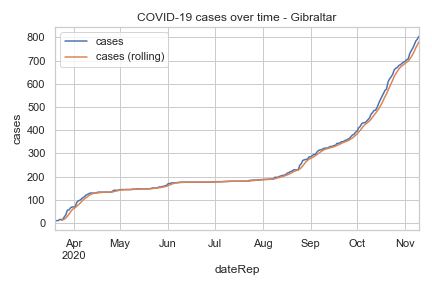 COVID-19 cases over time - Gibraltar
cases
cases (rolling)
800
700
600
500
400
300
200
100
0
cases
Apr
2020
May
Jun
Jul
Aug
Sep
Oct
Nov
dateRep